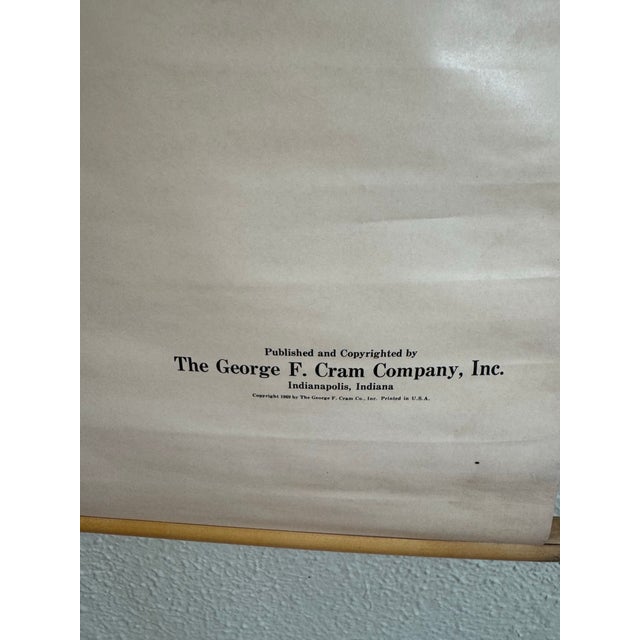 Published and Copyrighted by
The George F. Cram Company, Inc.
Indianapolis, Indiana
Copyright 1969 by The George F. Cram Co., Inc. Printed in U.S.A.